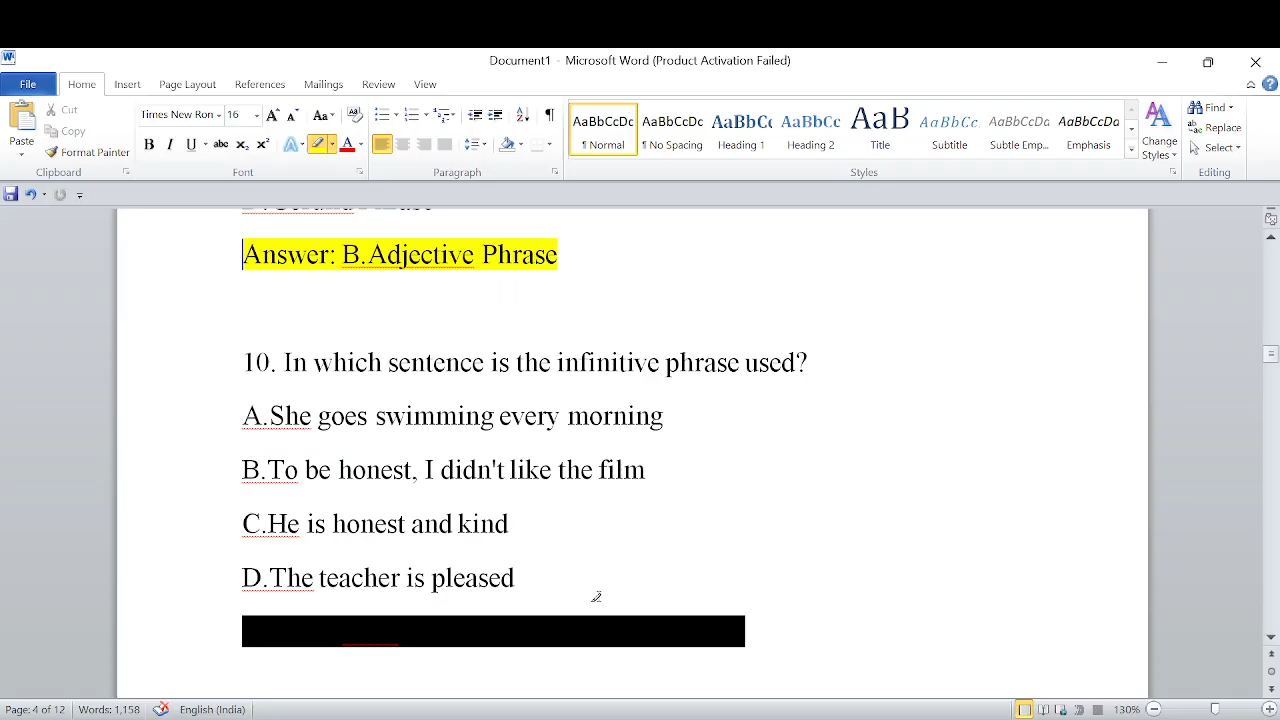 Document1 - Microsoft Word (Product Activation Failed)
File Home Insert Page Layout References Mailings Review View
Paste
Cut
Copy
Format Painter
Clipboard
Times New Ron 16
Font
Paragraph
AaBbCcDc AaBbCcDc AaBbCc AaBbCc AaB AaBbCc. AaBbCcDc AaBbCcDc
¶ Normal ¶ No Spacing Heading 1 Heading 2 Title Subtitle Subtle Emp... Emphasis
Change Styles
Styles
Find
Replace
Select
Editing
Answer: B.Adjective Phrase
10. In which sentence is the infinitive phrase used?
A.She goes swimming every morning
B.To be honest, I didn't like the film
C.He is honest and kind
D.The teacher is pleased
Page: 4 of 12 Words: 1,158 English (India) 130%